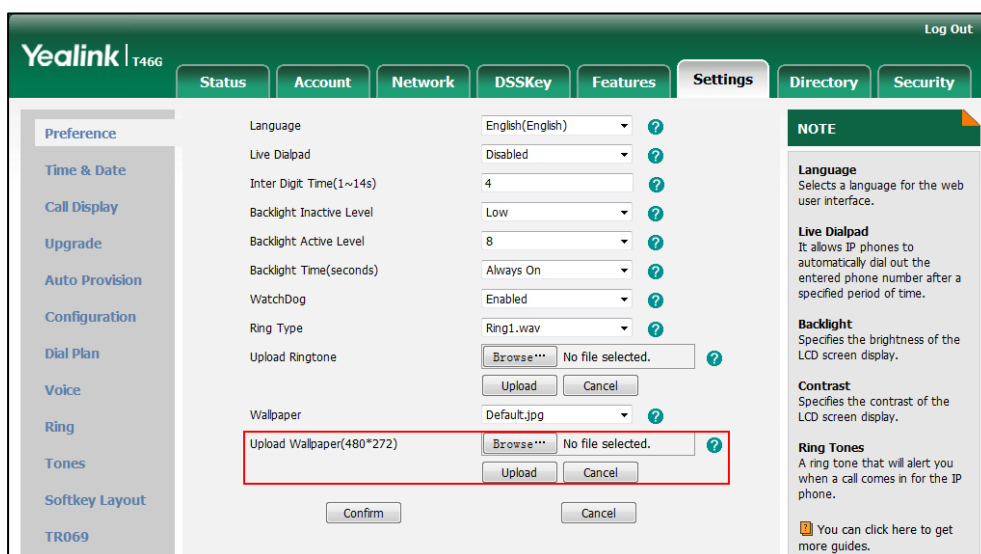 Log Out
Yealink T46G
Status Account Network DSSKey Features Settings Directory Security
Preference
Time & Date
Call Display
Upgrade
Auto Provision
Configuration
Dial Plan
Voice
Ring
Tones
Softkey Layout
TR069
Language English(English) ?
Live Dialpad Disabled ?
Inter Digit Time(1~14s) 4 ?
Backlight Inactive Level Low ?
Backlight Active Level 8 ?
Backlight Time(seconds) Always On ?
WatchDog Enabled ?
Ring Type Ring1.wav ?
Upload Ringtone Browse... No file selected. ?
Upload Cancel
Wallpaper Default.jpg ?
Upload Wallpaper(480*272) Browse... No file selected. ?
Upload Cancel
Confirm Cancel
NOTE
Language
Selects a language for the web
user interface.
Live Dialpad
It allows IP phones to
automatically dial out the
entered phone number after a
specified period of time.
Backlight
Specifies the brightness of the
LCD screen display.
Contrast
Specifies the contrast of the
LCD screen display.
Ring Tones
A ring tone that will alert you
when a call comes in for the IP
phone.
? You can click here to get
more guides.